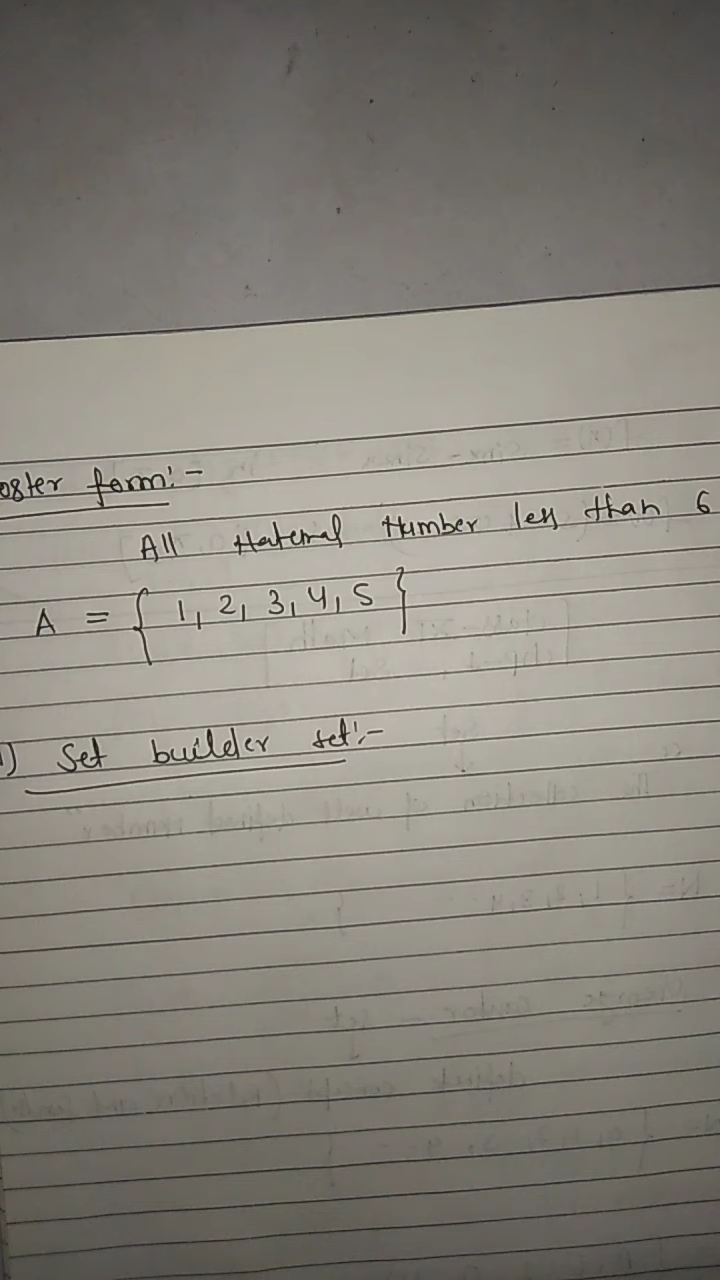 oster form:-
All Natural Number less than 6
A = { 1, 2, 3, 4, 5 }
) Set builder set:-